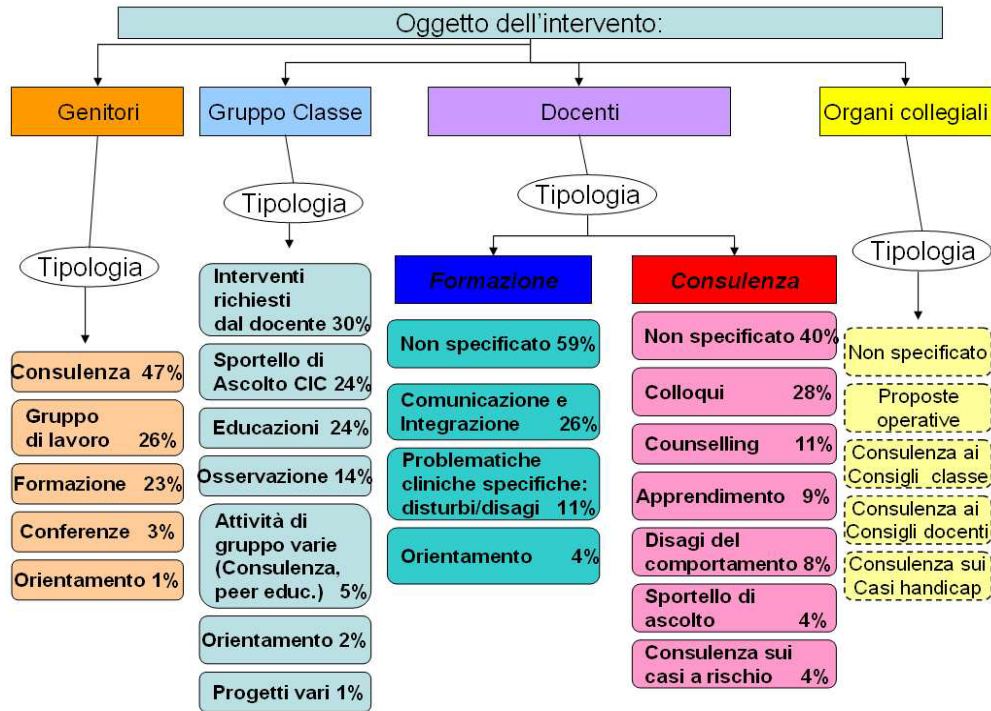 Oggetto dell'intervento:
Genitori
Gruppo Classe
Docenti
Organi collegiali
Tipologia
Consulenza 47%
Gruppo
di lavoro 26%
Formazione 23%
Conferenze 3%
Orientamento 1%
Tipologia
Interventi
richiesti
dal docente 30%
Sportello di
Ascolto CIC 24%
Educazioni 24%
Osservazione 14%
Attività di
gruppo varie
(Consulenza,
peer educ.) 5%
Orientamento 2%
Progetti vari 1%
Tipologia
Formazione
Non specificato 59%
Comunicazione e
Integrazione 26%
Problematiche
cliniche specifiche:
disturbi/disagi 11%
Orientamento 4%
Consulenza
Non specificato 40%
Colloqui 28%
Counselling 11%
Apprendimento 9%
Disagi del
comportamento 8%
Sportello di
ascolto 4%
Consulenza sui
casi a rischio 4%
Tipologia
Non specificato
Proposte
operative
Consulenza ai
Consigli classe
Consulenza ai
Consigli docenti
Consulenza sui
Casi handicap